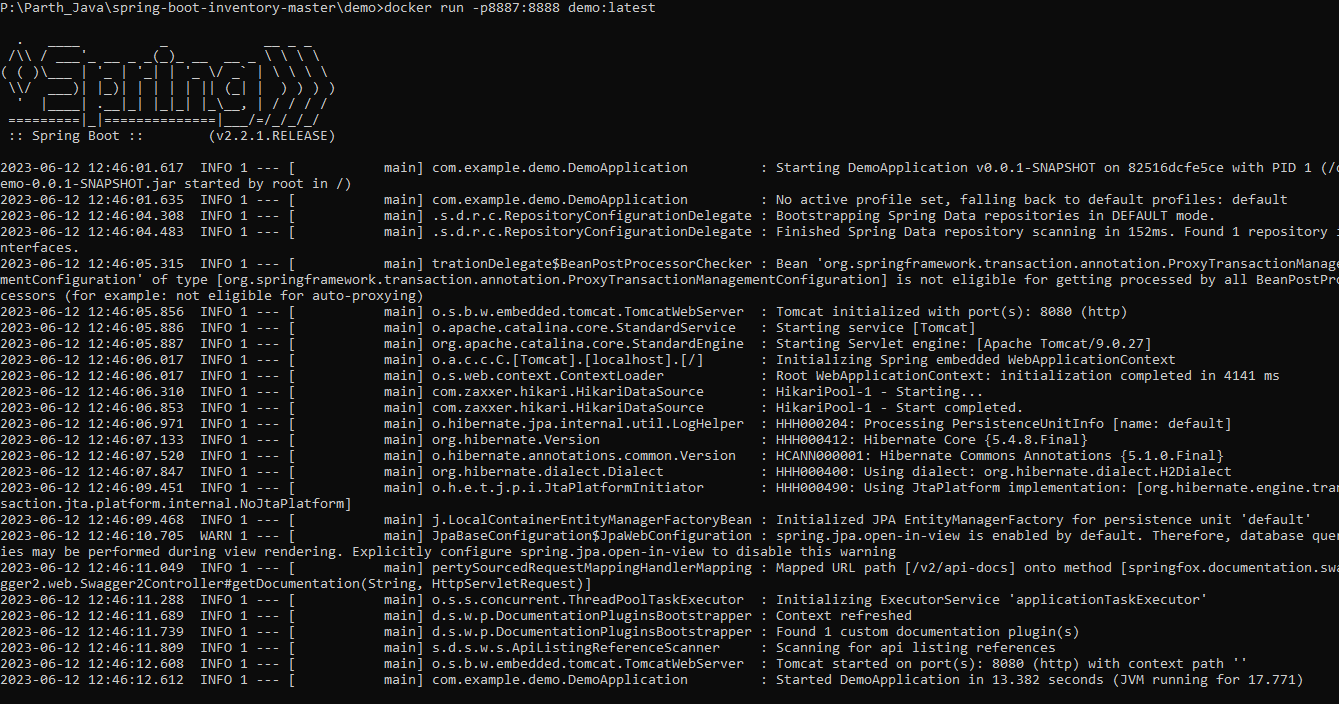 P:\Parth_Java\spring-boot-inventory-master\demo>docker run -p8887:8888 demo:latest
  .   ____          _            __ _ _
 /\\ / ___'_ __ _ _(_)_ __  __ _ \ \ \ \
( ( )\___ | '_ | '_| | '_ \/ _` | \ \ \ \
 \\/  ___)| |_)| | | | | || (_| |  ) ) ) )
  '  |____| .__|_| |_|_| |_\__, | / / / /
 =========|_|==============|___/=/_/_/_/
 :: Spring Boot ::        (v2.2.1.RELEASE)
2023-06-12 12:46:01.617  INFO 1 --- [           main] com.example.demo.DemoApplication         : Starting DemoApplication v0.0.1-SNAPSHOT on 82516dcfe5ce with PID 1 (/d
emo-0.0.1-SNAPSHOT.jar started by root in /)
2023-06-12 12:46:01.635  INFO 1 --- [           main] com.example.demo.DemoApplication         : No active profile set, falling back to default profiles: default
2023-06-12 12:46:04.308  INFO 1 --- [           main] .s.d.r.c.RepositoryConfigurationDelegate : Bootstrapping Spring Data repositories in DEFAULT mode.
2023-06-12 12:46:04.483  INFO 1 --- [           main] .s.d.r.c.RepositoryConfigurationDelegate : Finished Spring Data repository scanning in 152ms. Found 1 repository i
nterfaces.
2023-06-12 12:46:05.315  INFO 1 --- [           main] trationDelegate$BeanPostProcessorChecker : Bean 'org.springframework.transaction.annotation.ProxyTransactionManage
mentConfiguration' of type [org.springframework.transaction.annotation.ProxyTransactionManagementConfiguration] is not eligible for getting processed by all BeanPostPro
cessors (for example: not eligible for auto-proxying)
2023-06-12 12:46:05.856  INFO 1 --- [           main] o.s.b.w.embedded.tomcat.TomcatWebServer  : Tomcat initialized with port(s): 8080 (http)
2023-06-12 12:46:05.886  INFO 1 --- [           main] o.apache.catalina.core.StandardService   : Starting service [Tomcat]
2023-06-12 12:46:05.887  INFO 1 --- [           main] org.apache.catalina.core.StandardEngine  : Starting Servlet engine: [Apache Tomcat/9.0.27]
2023-06-12 12:46:06.017  INFO 1 --- [           main] o.a.c.c.C.[Tomcat].[localhost].[/]       : Initializing Spring embedded WebApplicationContext
2023-06-12 12:46:06.017  INFO 1 --- [           main] o.s.web.context.ContextLoader            : Root WebApplicationContext: initialization completed in 4141 ms
2023-06-12 12:46:06.310  INFO 1 --- [           main] com.zaxxer.hikari.HikariDataSource       : HikariPool-1 - Starting...
2023-06-12 12:46:06.853  INFO 1 --- [           main] com.zaxxer.hikari.HikariDataSource       : HikariPool-1 - Start completed.
2023-06-12 12:46:06.971  INFO 1 --- [           main] o.hibernate.jpa.internal.util.LogHelper  : HHH000204: Processing PersistenceUnitInfo [name: default]
2023-06-12 12:46:07.133  INFO 1 --- [           main] org.hibernate.Version                    : HHH000412: Hibernate Core {5.4.8.Final}
2023-06-12 12:46:07.520  INFO 1 --- [           main] o.hibernate.annotations.common.Version   : HCANN000001: Hibernate Commons Annotations {5.1.0.Final}
2023-06-12 12:46:07.847  INFO 1 --- [           main] org.hibernate.dialect.Dialect            : HHH000400: Using dialect: org.hibernate.dialect.H2Dialect
2023-06-12 12:46:09.451  INFO 1 --- [           main] o.h.e.t.j.p.i.JtaPlatformInitiator       : HHH000490: Using JtaPlatform implementation: [org.hibernate.engine.tran
saction.jta.platform.internal.NoJtaPlatform]
2023-06-12 12:46:09.468  INFO 1 --- [           main] j.LocalContainerEntityManagerFactoryBean : Initialized JPA EntityManagerFactory for persistence unit 'default'
2023-06-12 12:46:10.705  WARN 1 --- [           main] JpaBaseConfiguration$JpaWebConfiguration : spring.jpa.open-in-view is enabled by default. Therefore, database quer
ies may be performed during view rendering. Explicitly configure spring.jpa.open-in-view to disable this warning
2023-06-12 12:46:11.049  INFO 1 --- [           main] pertySourcedRequestMappingHandlerMapping : Mapped URL path [/v2/api-docs] onto method [springfox.documentation.swa
gger2.web.Swagger2Controller#getDocumentation(String, HttpServletRequest)]
2023-06-12 12:46:11.288  INFO 1 --- [           main] o.s.s.concurrent.ThreadPoolTaskExecutor  : Initializing ExecutorService 'applicationTaskExecutor'
2023-06-12 12:46:11.689  INFO 1 --- [           main] d.s.w.p.DocumentationPluginsBootstrapper : Context refreshed
2023-06-12 12:46:11.739  INFO 1 --- [           main] d.s.w.p.DocumentationPluginsBootstrapper : Found 1 custom documentation plugin(s)
2023-06-12 12:46:11.809  INFO 1 --- [           main] s.d.s.w.s.ApiListingReferenceScanner     : Scanning for api listing references
2023-06-12 12:46:12.608  INFO 1 --- [           main] o.s.b.w.embedded.tomcat.TomcatWebServer  : Tomcat started on port(s): 8080 (http) with context path ''
2023-06-12 12:46:12.612  INFO 1 --- [           main] com.example.demo.DemoApplication         : Started DemoApplication in 13.382 seconds (JVM running for 17.771)